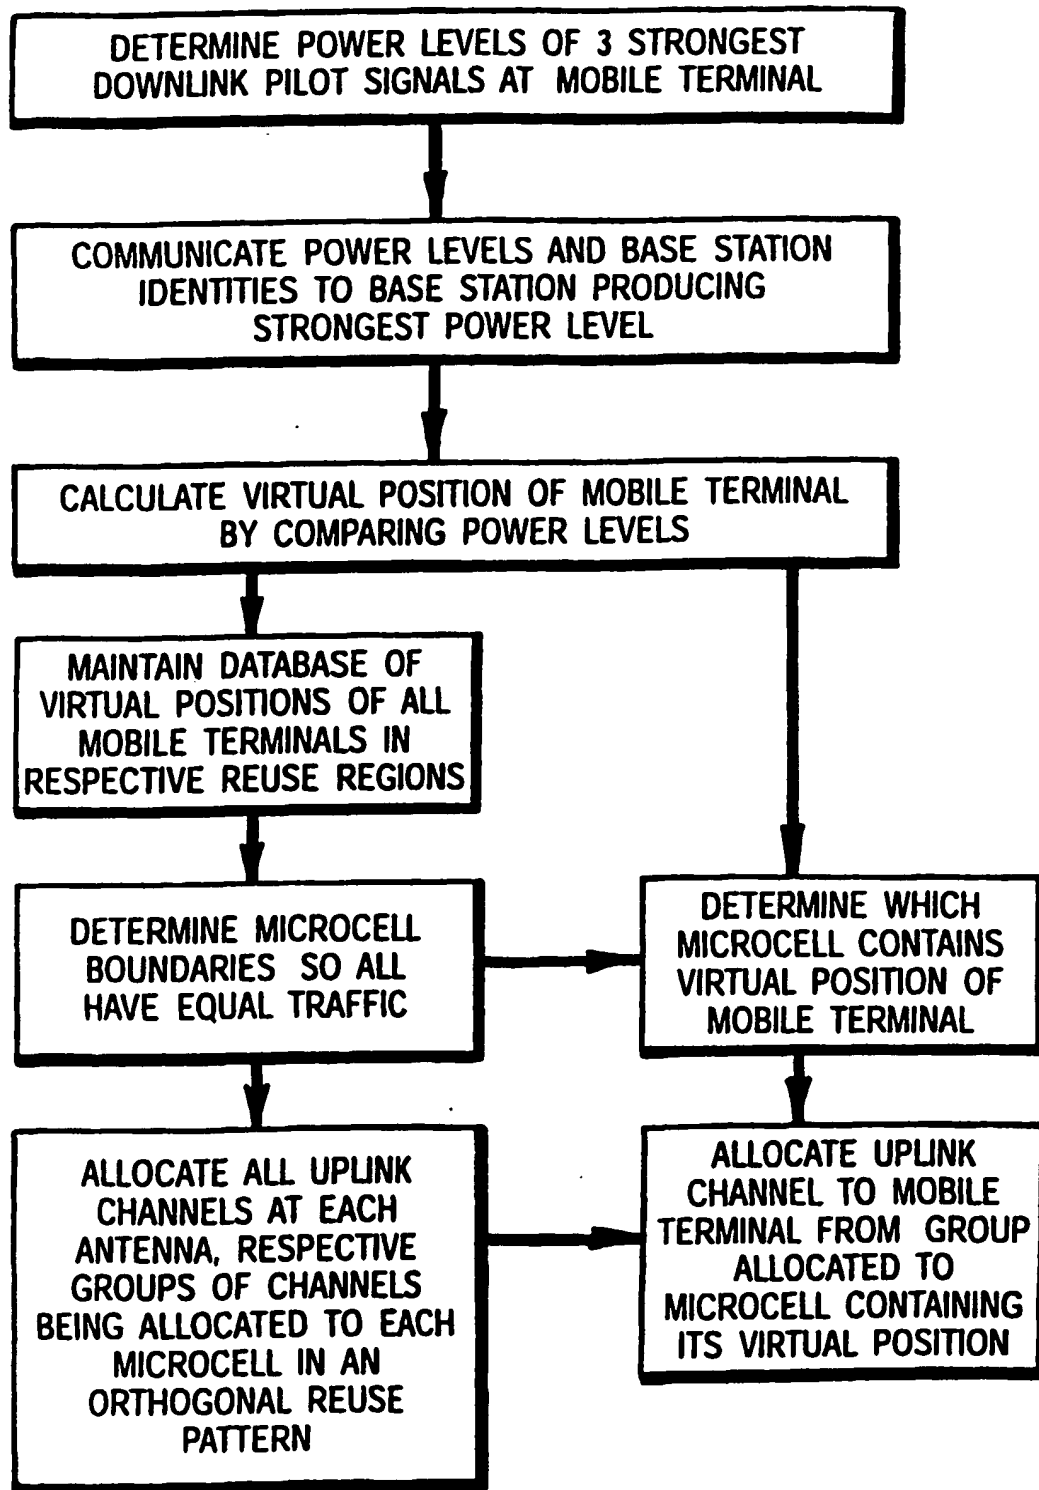 DETERMINE POWER LEVELS OF 3 STRONGEST
DOWNLINK PILOT SIGNALS AT MOBILE TERMINAL
COMMUNICATE POWER LEVELS AND BASE STATION
IDENTITIES TO BASE STATION PRODUCING
STRONGEST POWER LEVEL
CALCULATE VIRTUAL POSITION OF MOBILE TERMINAL
BY COMPARING POWER LEVELS
MAINTAIN DATABASE OF
VIRTUAL POSITIONS OF ALL
MOBILE TERMINALS IN
RESPECTIVE REUSE REGIONS
DETERMINE MICROCELL
BOUNDARIES SO ALL
HAVE EQUAL TRAFFIC
DETERMINE WHICH
MICROCELL CONTAINS
VIRTUAL POSITION OF
MOBILE TERMINAL
ALLOCATE ALL UPLINK
CHANNELS AT EACH
ANTENNA, RESPECTIVE
GROUPS OF CHANNELS
BEING ALLOCATED TO EACH
MICROCELL IN AN
ORTHOGONAL REUSE
PATTERN
ALLOCATE UPLINK
CHANNEL TO MOBILE
TERMINAL FROM GROUP
ALLOCATED TO
MICROCELL CONTAINING
ITS VIRTUAL POSITION